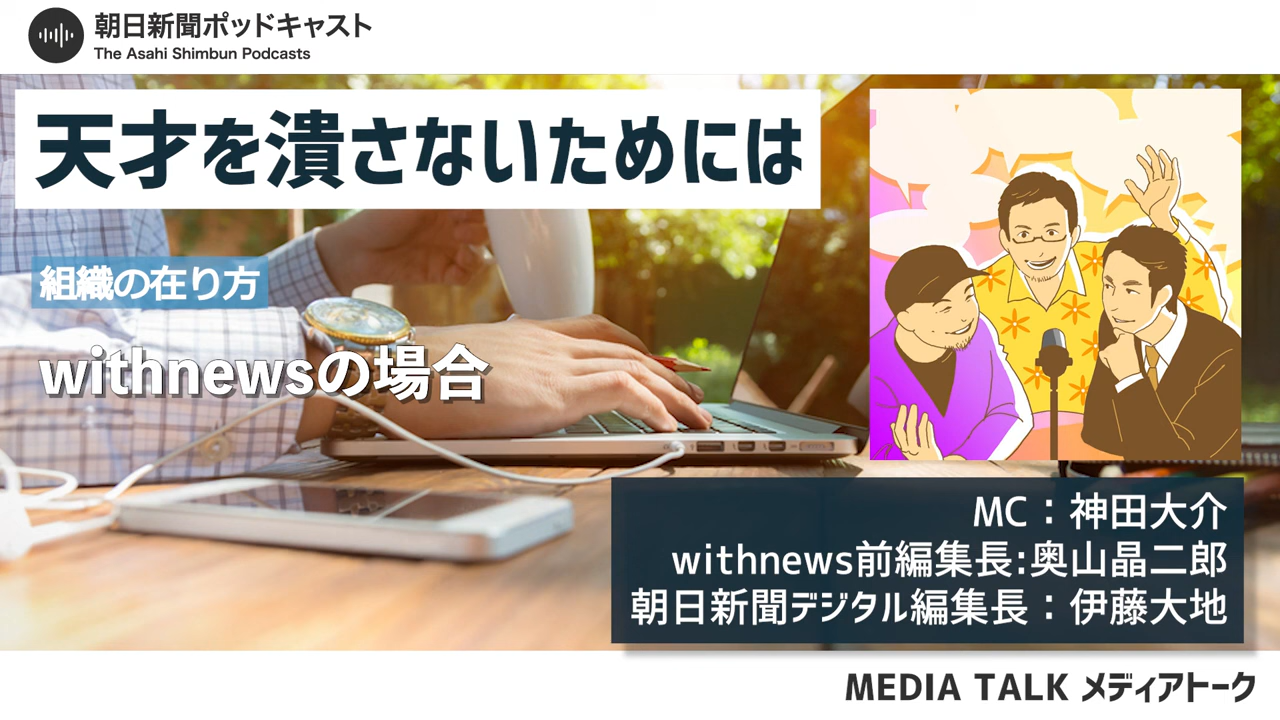 朝日新聞ポッドキャスト
The Asahi Shimbun Podcasts
天才を潰さないためには
組織の在り方
withnewsの場合
MC：神田大介
withnews前編集長:奥山晶二郎
朝日新聞デジタル編集長：伊藤大地
MEDIA TALK メディアトーク